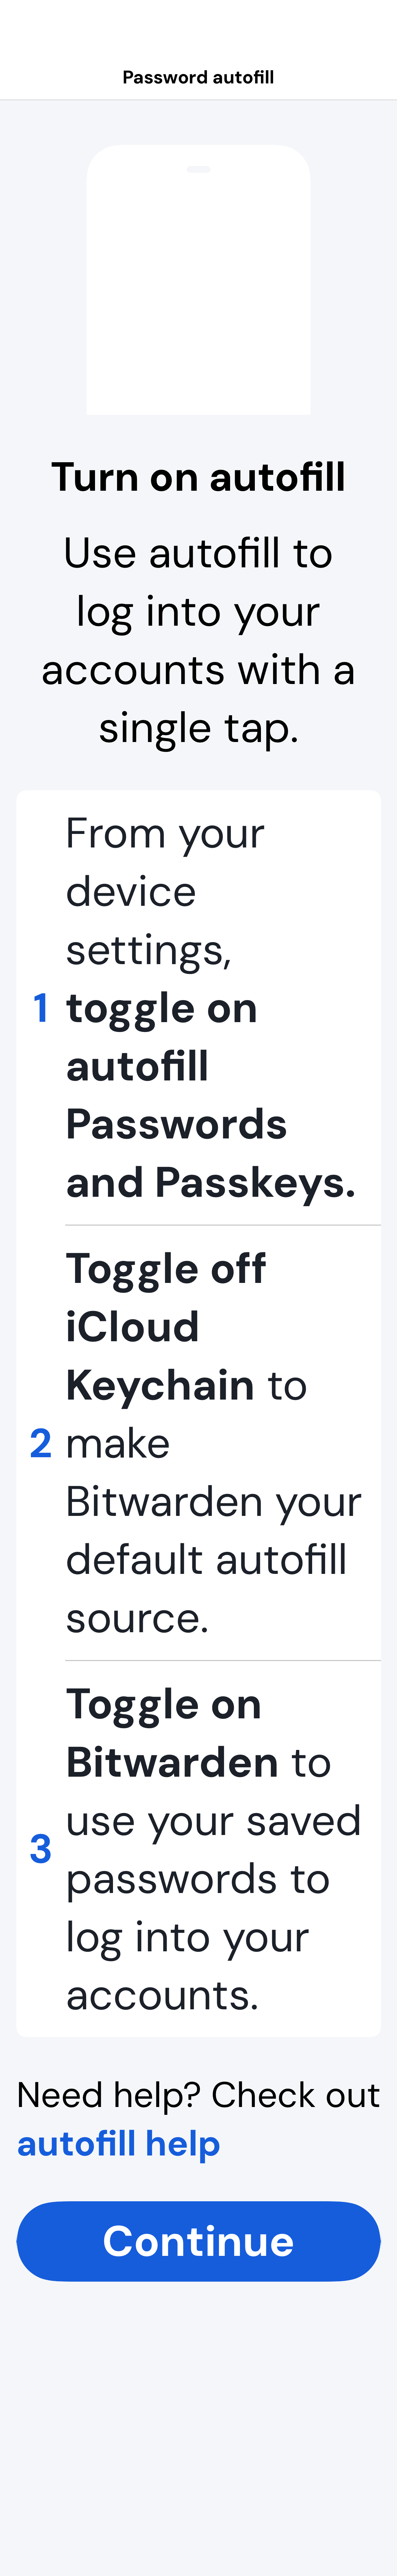 Password autofill
Turn on autofill
Use autofill to
log into your
accounts with a
single tap.
From your
device
settings,
1 toggle on
autofill
Passwords
and Passkeys.
Toggle off
iCloud
Keychain to
2 make
Bitwarden your
default autofill
source.
Toggle on
Bitwarden to
use your saved
3 passwords to
log into your
accounts.
Need help? Check out
autofill help
Continue